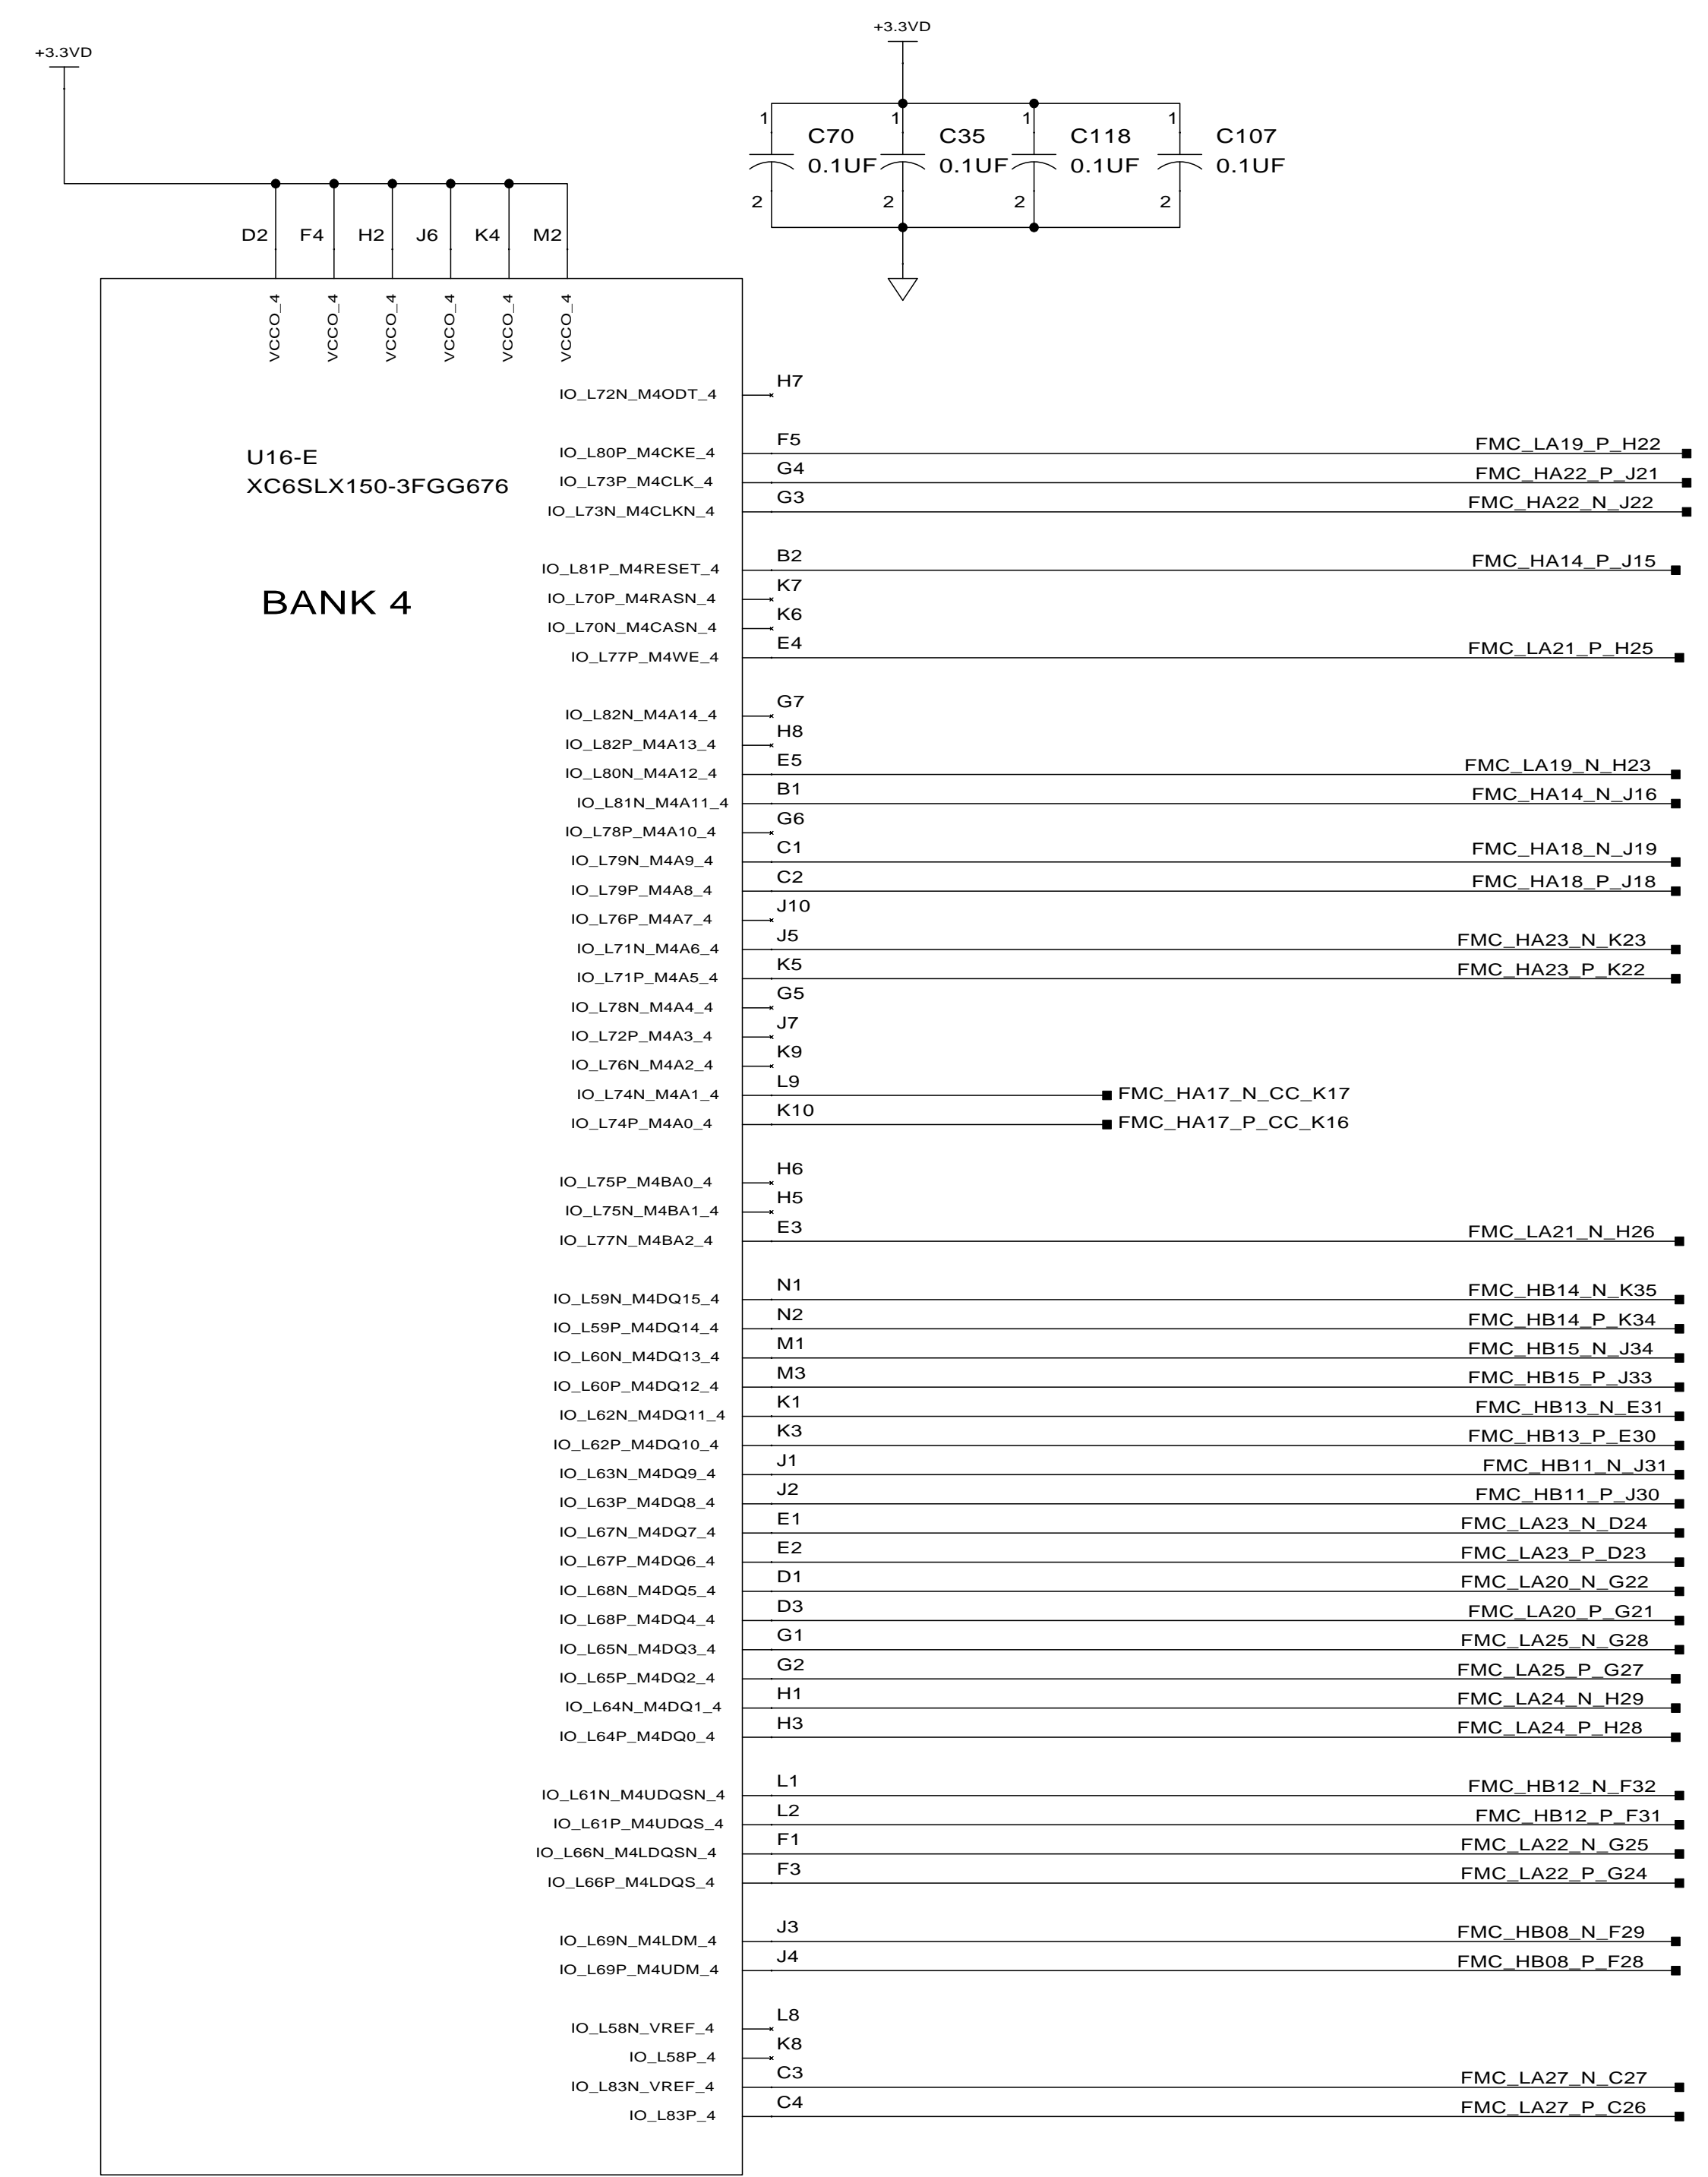 +3.3VD
+3.3VD
1 C70 0.1UF 2
1 C35 0.1UF 2
1 C118 0.1UF 2
1 C107 0.1UF 2
D2 F4 H2 J6 K4 M2
VCCO_4 VCCO_4 VCCO_4 VCCO_4 VCCO_4 VCCO_4
U16-E
XC6SLX150-3FGG676
BANK 4
IO_L72N_M4ODT_4 H7
IO_L80P_M4CKE_4 F5 FMC_LA19_P_H22
IO_L73P_M4CLK_4 G4 FMC_HA22_P_J21
IO_L73N_M4CLKN_4 G3 FMC_HA22_N_J22
IO_L81P_M4RESET_4 B2 FMC_HA14_P_J15
IO_L70P_M4RASN_4 K7
IO_L70N_M4CASN_4 K6
IO_L77P_M4WE_4 E4 FMC_LA21_P_H25
IO_L82N_M4A14_4 G7
IO_L82P_M4A13_4 H8
IO_L80N_M4A12_4 E5 FMC_LA19_N_H23
IO_L81N_M4A11_4 B1 FMC_HA14_N_J16
IO_L78P_M4A10_4 G6
IO_L79N_M4A9_4 C1 FMC_HA18_N_J19
IO_L79P_M4A8_4 C2 FMC_HA18_P_J18
IO_L76P_M4A7_4 J10
IO_L71N_M4A6_4 J5 FMC_HA23_N_K23
IO_L71P_M4A5_4 K5 FMC_HA23_P_K22
IO_L78N_M4A4_4 G5
IO_L72P_M4A3_4 J7
IO_L76N_M4A2_4 K9
IO_L74N_M4A1_4 L9 FMC_HA17_N_CC_K17
IO_L74P_M4A0_4 K10 FMC_HA17_P_CC_K16
IO_L75P_M4BA0_4 H6
IO_L75N_M4BA1_4 H5
IO_L77N_M4BA2_4 E3 FMC_LA21_N_H26
IO_L59N_M4DQ15_4 N1 FMC_HB14_N_K35
IO_L59P_M4DQ14_4 N2 FMC_HB14_P_K34
IO_L60N_M4DQ13_4 M1 FMC_HB15_N_J34
IO_L60P_M4DQ12_4 M3 FMC_HB15_P_J33
IO_L62N_M4DQ11_4 K1 FMC_HB13_N_E31
IO_L62P_M4DQ10_4 K3 FMC_HB13_P_E30
IO_L63N_M4DQ9_4 J1 FMC_HB11_N_J31
IO_L63P_M4DQ8_4 J2 FMC_HB11_P_J30
IO_L67N_M4DQ7_4 E1 FMC_LA23_N_D24
IO_L67P_M4DQ6_4 E2 FMC_LA23_P_D23
IO_L68N_M4DQ5_4 D1 FMC_LA20_N_G22
IO_L68P_M4DQ4_4 D3 FMC_LA20_P_G21
IO_L65N_M4DQ3_4 G1 FMC_LA25_N_G28
IO_L65P_M4DQ2_4 G2 FMC_LA25_P_G27
IO_L64N_M4DQ1_4 H1 FMC_LA24_N_H29
IO_L64P_M4DQ0_4 H3 FMC_LA24_P_H28
IO_L61N_M4UDQSN_4 L1 FMC_HB12_N_F32
IO_L61P_M4UDQS_4 L2 FMC_HB12_P_F31
IO_L66N_M4LDQSN_4 F1 FMC_LA22_N_G25
IO_L66P_M4LDQS_4 F3 FMC_LA22_P_G24
IO_L69N_M4LDM_4 J3 FMC_HB08_N_F29
IO_L69P_M4UDM_4 J4 FMC_HB08_P_F28
IO_L58N_VREF_4 L8
IO_L58P_4 K8
IO_L83N_VREF_4 C3 FMC_LA27_N_C27
IO_L83P_4 C4 FMC_LA27_P_C26